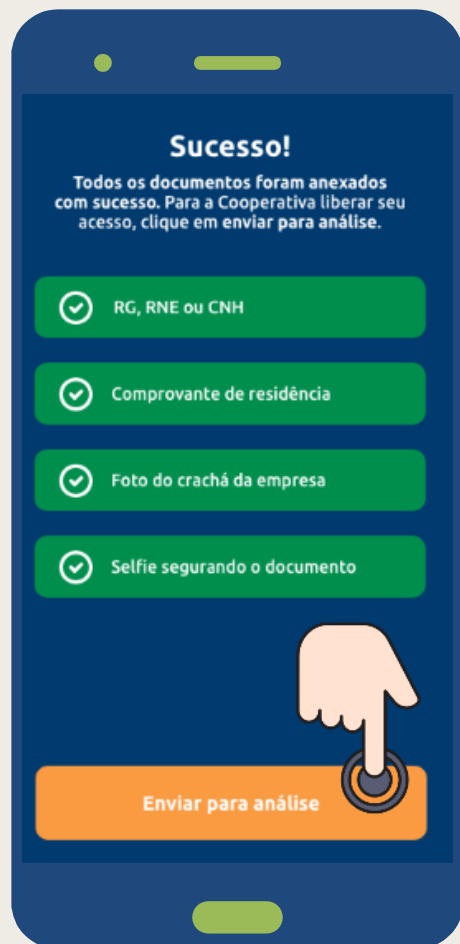 Sucesso!
Todos os documentos foram anexados
com sucesso. Para a Cooperativa liberar seu
acesso, clique em enviar para análise.
RG, RNE ou CNH
Comprovante de residência
Foto do crachá da empresa
Selfie segurando o documento
Enviar para análise